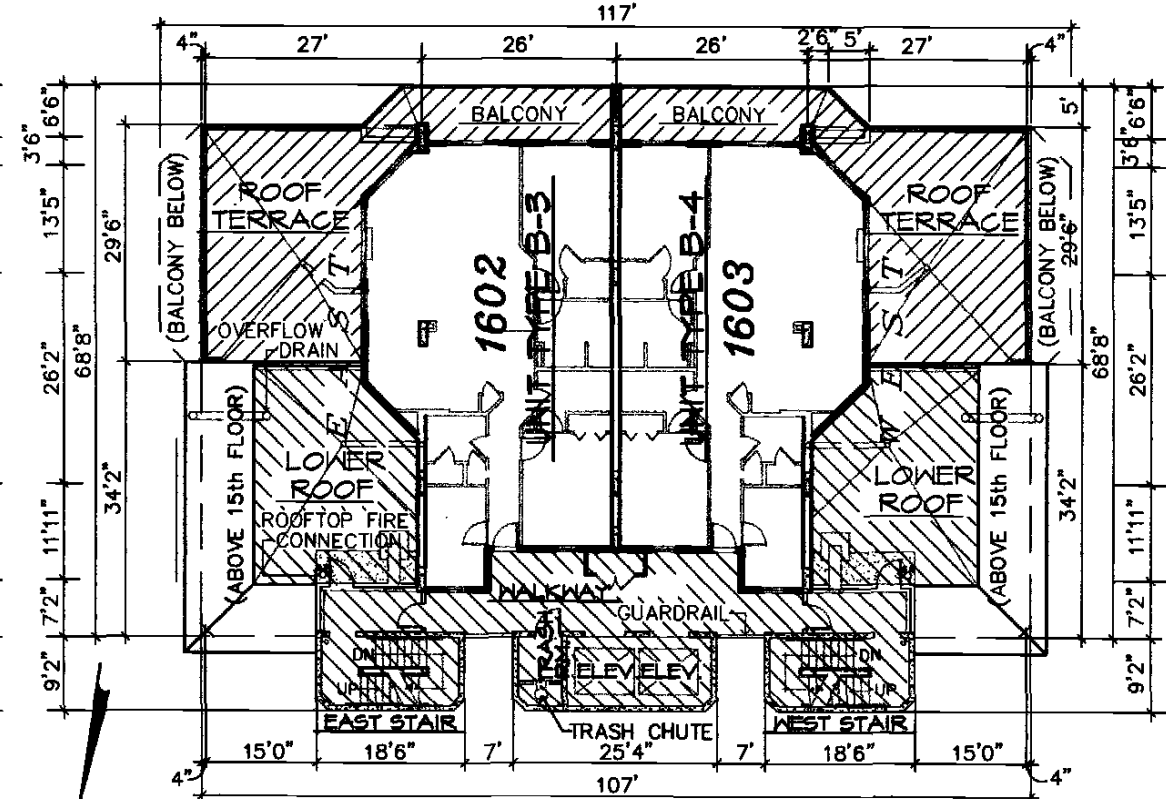 117'
4" 27' 26' 26' 2'6" 5' 27' 4"
6'6"
3'6"
13'5"
26'2"
11'11"
7'2"
9'2"
68'8"
29'6"
34'2"
(BALCONY BELOW)
(ABOVE 15th FLOOR)
BALCONY
BALCONY
ROOF
TERRACE
EAST
OVERFLOW
DRAIN
LOWER
ROOF
ROOFTOP FIRE
CONNECTION
1602
UNIT TYPE B-3
UNIT TYPE B-4
1603
ROOF
TERRACE
WEST
LOWER
ROOF
(BALCONY BELOW)
(ABOVE 15th FLOOR)
5'
29'6"
34'2"
68'8"
6'6"
3'6"
13'5"
26'2"
11'11"
7'2"
9'2"
WALKWAY
GUARDRAIL
TRASH
ELEV ELEV
DN
UP
DN
UP
EAST STAIR
TRASH CHUTE
WEST STAIR
15'0" 18'6" 7' 25'4" 7' 18'6" 15'0"
4" 107' 4"